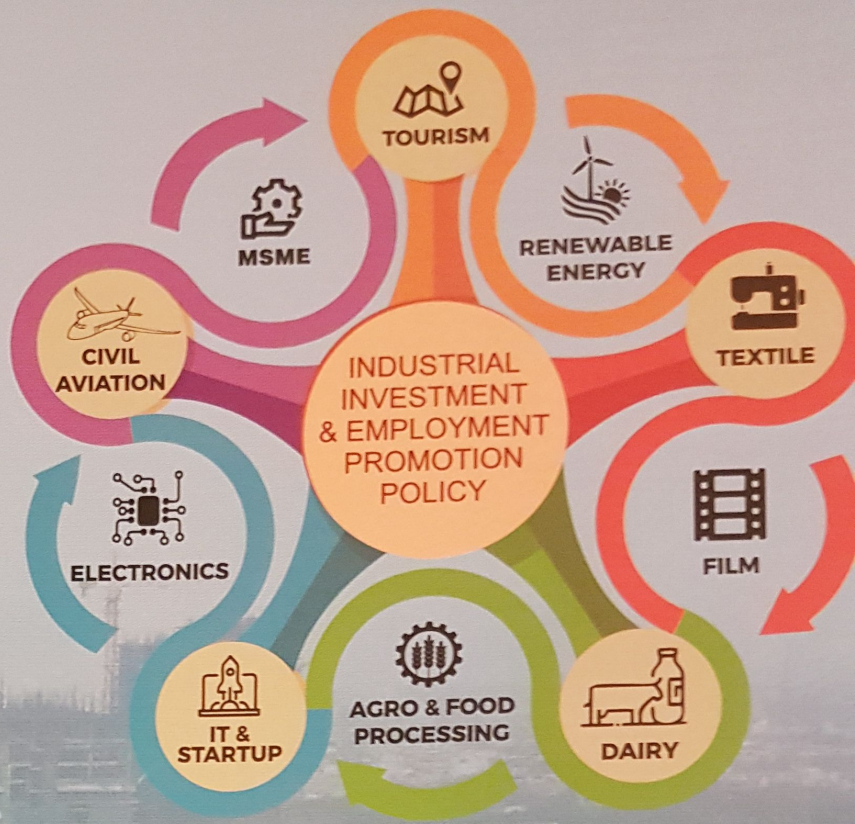 TOURISM
MSME
RENEWABLE
ENERGY
CIVIL
AVIATION
INDUSTRIAL
INVESTMENT
& EMPLOYMENT
PROMOTION
POLICY
TEXTILE
ELECTRONICS
FILM
IT &
STARTUP
AGRO & FOOD
PROCESSING
DAIRY